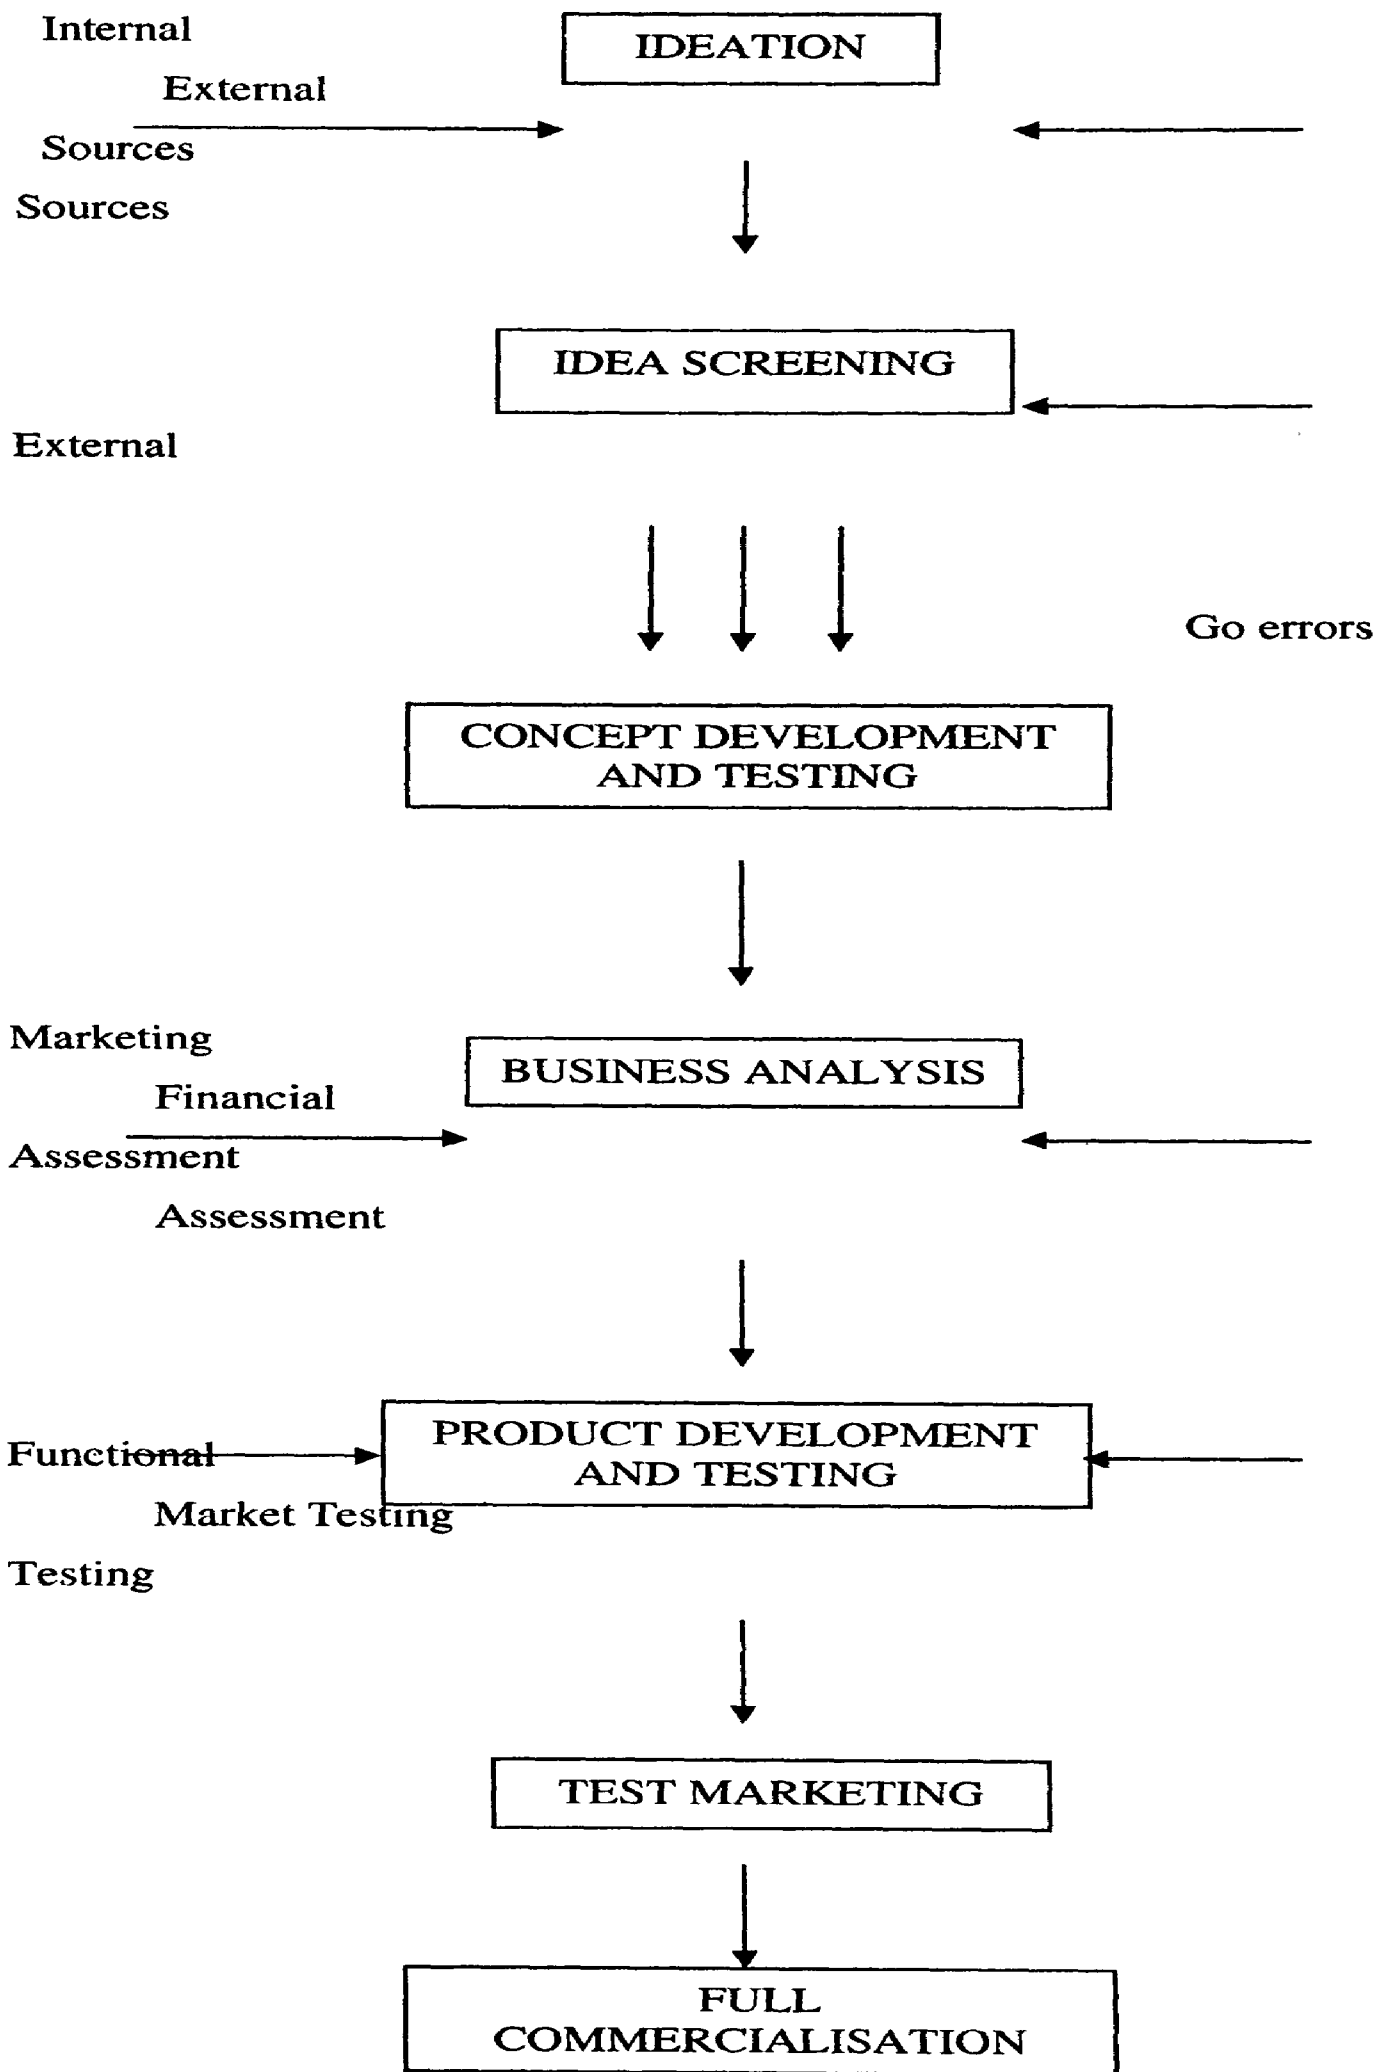 Internal
IDEATION
External
Sources
Sources
IDEA SCREENING
External
Go errors
CONCEPT DEVELOPMENT
AND TESTING
Marketing
BUSINESS ANALYSIS
Financial
Assessment
Assessment
Functional
PRODUCT DEVELOPMENT
AND TESTING
Market Testing
Testing
TEST MARKETING
FULL
COMMERCIALISATION